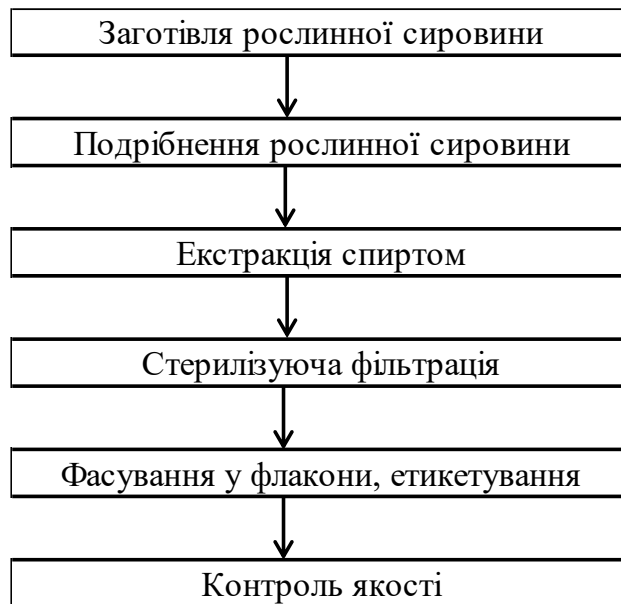 Заготівля рослинної сировини
Подрібнення рослинної сировини
Екстракція спиртом
Стерилізуюча фільтрація
Фасування у флакони, етикетування
Контроль якості